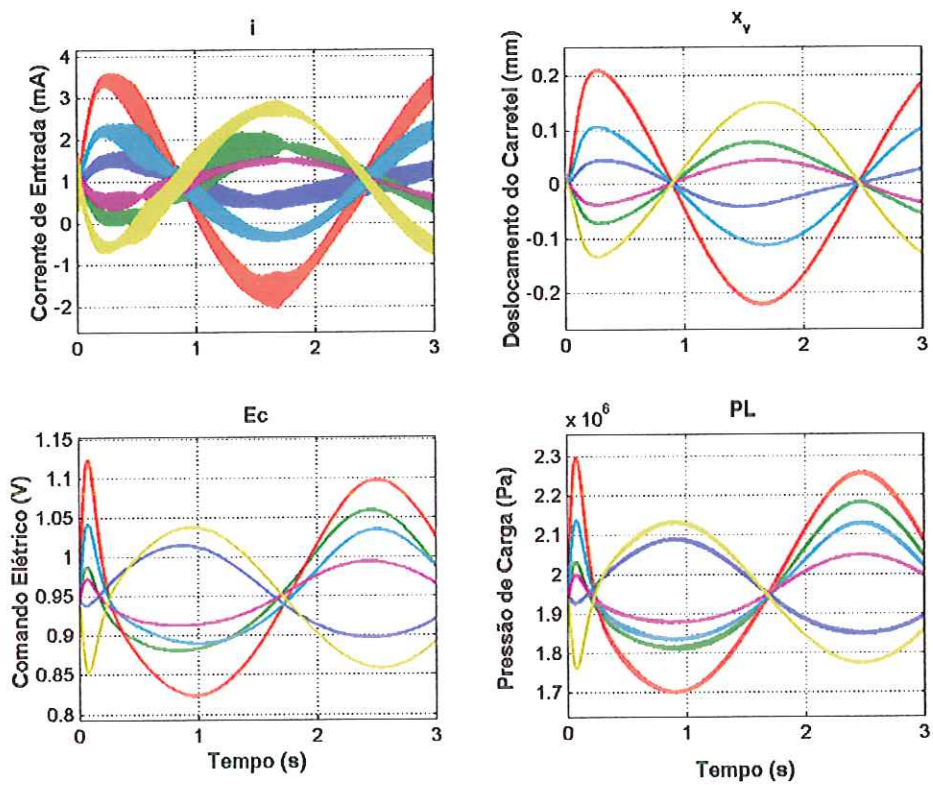 i
Corrente de Entrada (mA)
4
3
2
1
0
-1
-2
0 1 2 3
x_v
Deslocamento do Carretel (mm)
0.2
0.1
0
-0.1
-0.2
0 1 2 3
Ec
Comando Elétrico (V)
1.15
1.1
1.05
1
0.95
0.9
0.85
0.8
0 1 2 3
Tempo (s)
PL
x 10^6
Pressão de Carga (Pa)
2.3
2.2
2.1
2
1.9
1.8
1.7
0 1 2 3
Tempo (s)